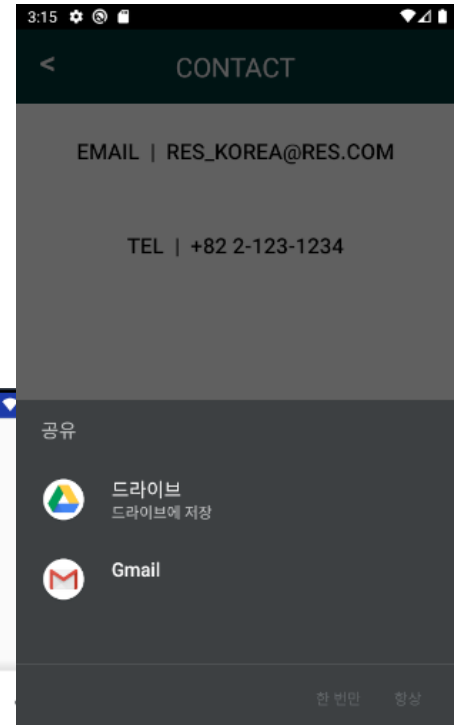 3:15
< CONTACT
EMAIL | RES_KOREA@RES.COM
TEL | +82 2-123-1234
공유
드라이브
드라이브에 저장
Gmail
한 번만 항상